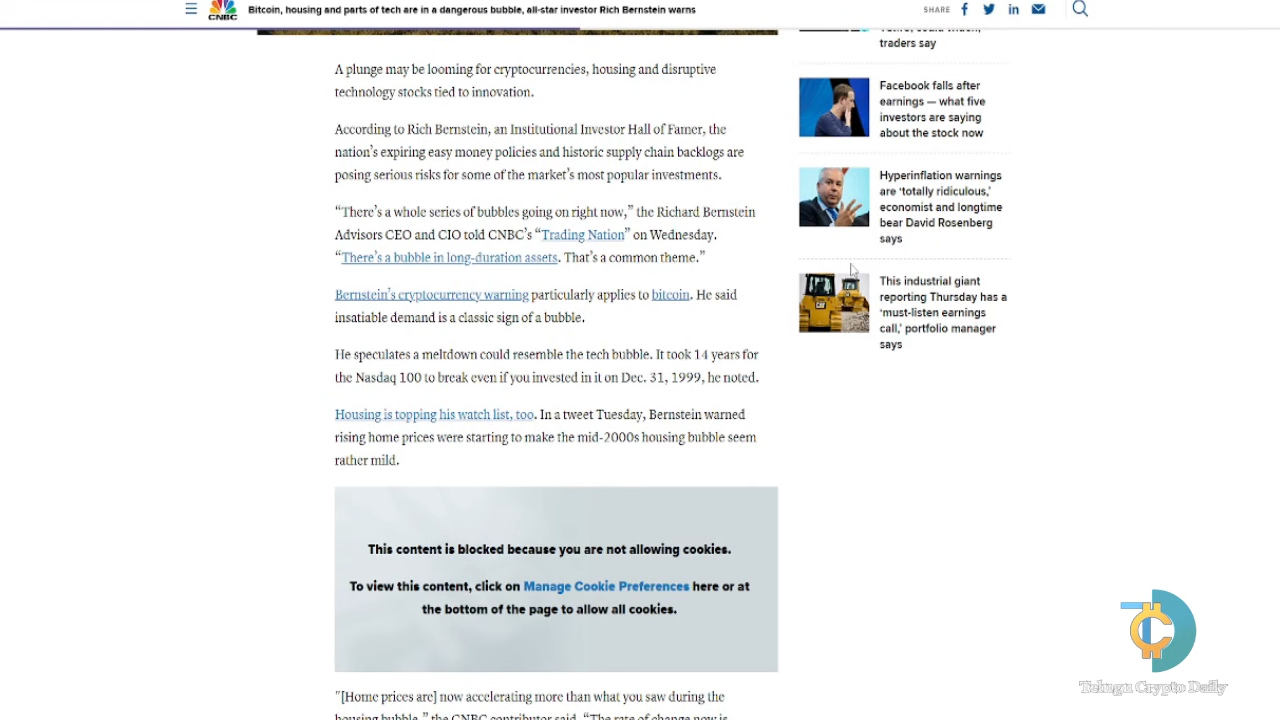 CNBC
Bitcoin, housing and parts of tech are in a dangerous bubble, all-star investor Rich Bernstein warns
SHARE
A plunge may be looming for cryptocurrencies, housing and disruptive
technology stocks tied to innovation.
According to Rich Bernstein, an Institutional Investor Hall of Famer, the
nation's expiring easy money policies and historic supply chain backlogs are
posing serious risks for some of the market's most popular investments.
“There's a whole series of bubbles going on right now,” the Richard Bernstein
Advisors CEO and CIO told CNBC's “Trading Nation” on Wednesday.
“There's a bubble in long-duration assets. That's a common theme.”
Bernstein's cryptocurrency warning particularly applies to bitcoin. He said
insatiable demand is a classic sign of a bubble.
He speculates a meltdown could resemble the tech bubble. It took 14 years for
the Nasdaq 100 to break even if you invested in it on Dec. 31, 1999, he noted.
Housing is topping his watch list, too. In a tweet Tuesday, Bernstein warned
rising home prices were starting to make the mid-2000s housing bubble seem
rather mild.
This content is blocked because you are not allowing cookies.
To view this content, click on Manage Cookie Preferences here or at
the bottom of the page to allow all cookies.
"[Home prices are] now accelerating more than what you saw during the
housing bubble,” the CNBC contributor said. “The rate of change now is
traders say
Facebook falls after
earnings — what five
investors are saying
about the stock now
Hyperinflation warnings
are ‘totally ridiculous,’
economist and longtime
bear David Rosenberg
says
This industrial giant
reporting Thursday has a
‘must-listen earnings
call,’ portfolio manager
says
CAT
Telugu Crypto Daily